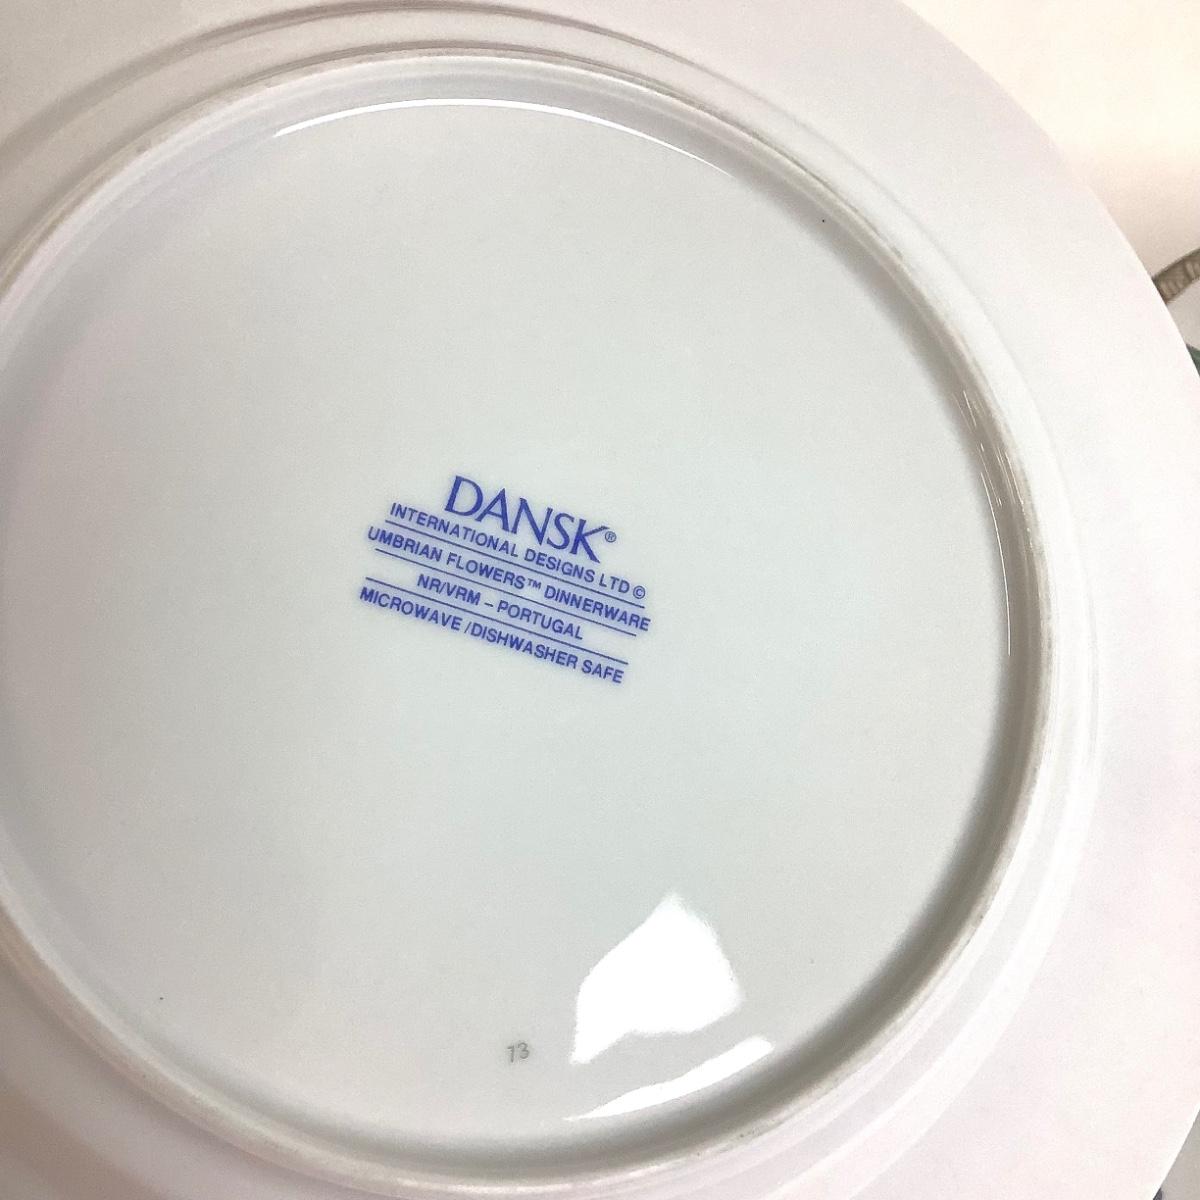 DANSK®
INTERNATIONAL DESIGNS LTD ©
UMBRIAN FLOWERS™ DINNERWARE
NR/VRM – PORTUGAL
MICROWAVE /DISHWASHER SAFE
13